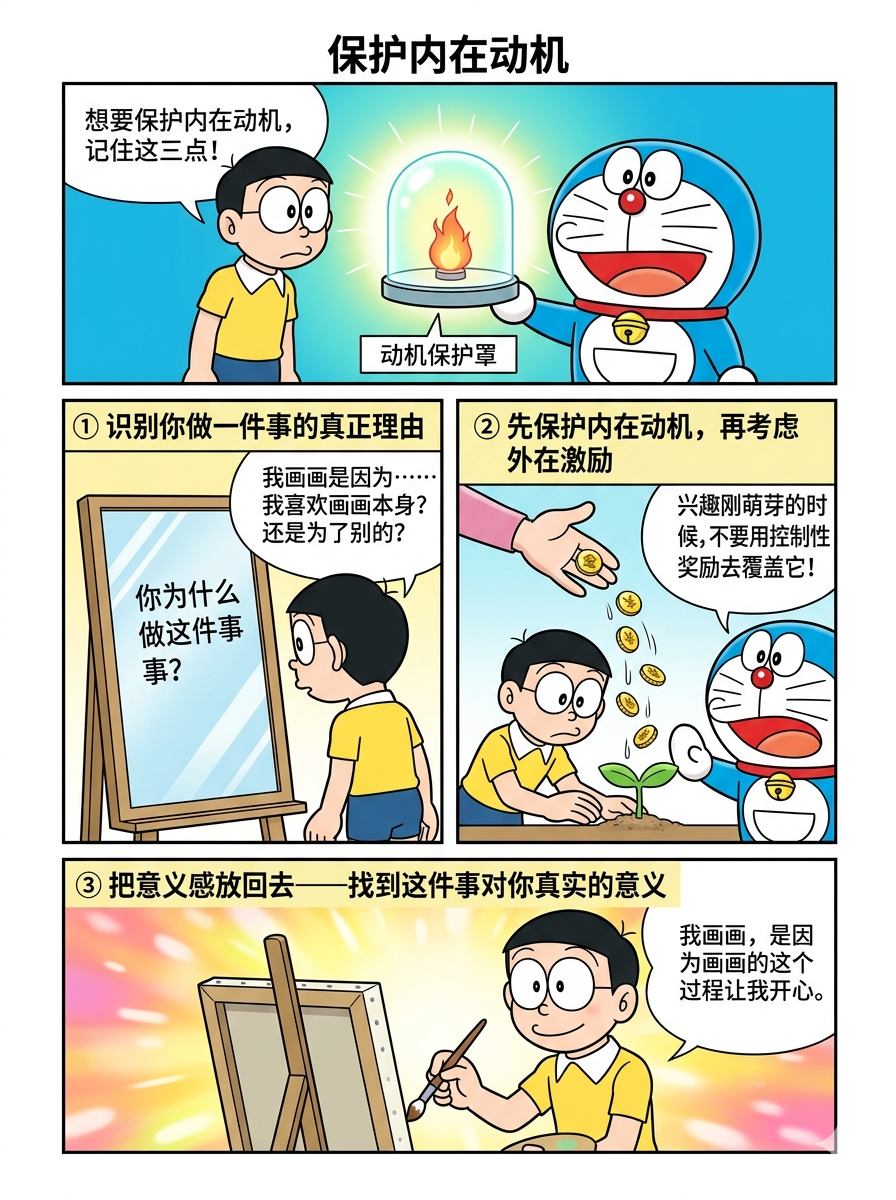 保护内在动机
想要保护内在动机，
记住这三点！
动机保护罩
① 识别你做一件事的真正理由
我画画是因为……
我喜欢画画本身？
还是为了别的？
你为什么
做这件事
事？
② 先保护内在动机，再考虑
外在激励
兴趣刚萌芽的时
候，不要用控制性
奖励去覆盖它！
③ 把意义感放回去——找到这件事对你真实的意义
我画画，是因
为画画的这个
过程让我开心。